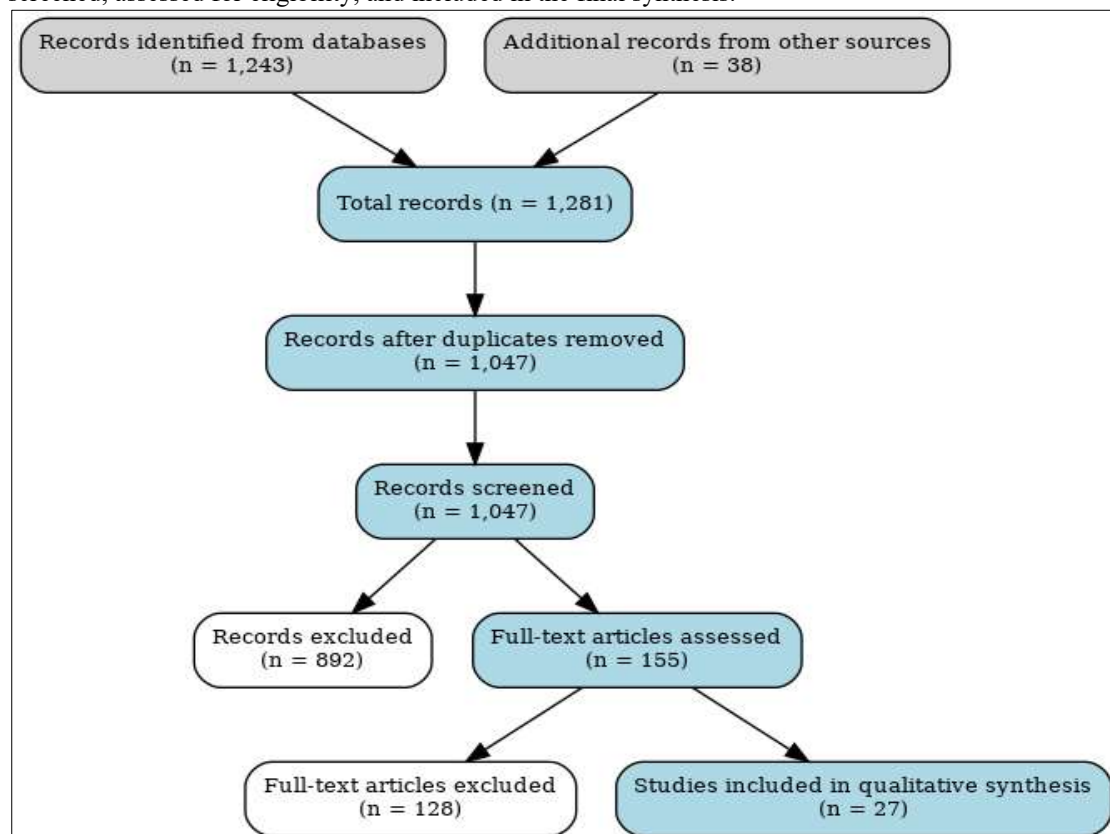 screened, assessed for eligibility, and included in the final synthesis.
Records identified from databases
(n = 1,243)
Additional records from other sources
(n = 38)
Total records (n = 1,281)
Records after duplicates removed
(n = 1,047)
Records screened
(n = 1,047)
Records excluded
(n = 892)
Full-text articles assessed
(n = 155)
Full-text articles excluded
(n = 128)
Studies included in qualitative synthesis
(n = 27)